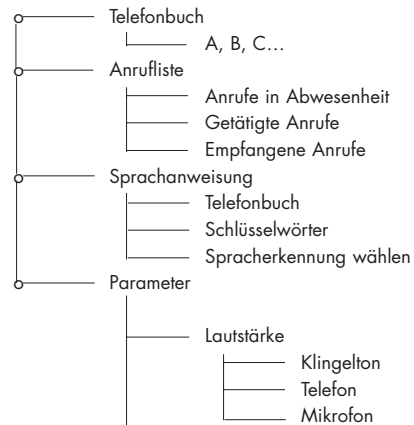 Telefonbuch
A, B, C…
Anrufliste
Anrufe in Abwesenheit
Getätigte Anrufe
Empfangene Anrufe
Sprachanweisung
Telefonbuch
Schlüsselwörter
Spracherkennung wählen
Parameter
Lautstärke
Klingelton
Telefon
Mikrofon